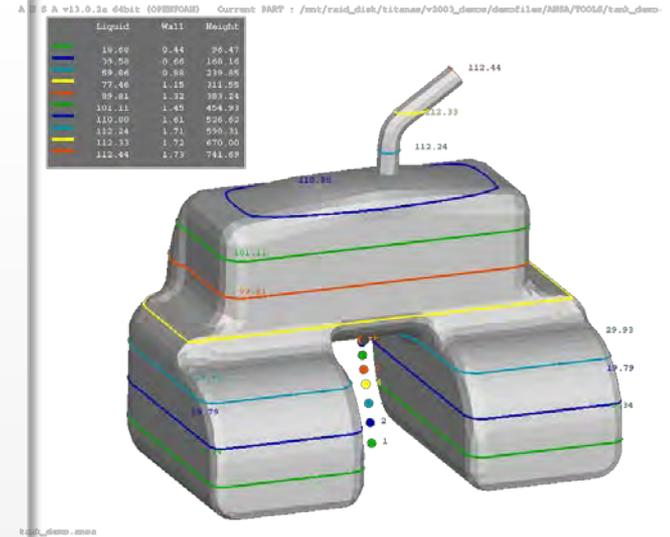 A N S A v13.0.2a 64bit (OPENFOAM) Current PART : /mnt/raid_disk/titanas/v2003_demos/demofiles/ANSA/TOOLS/tank_demo-
Liquid Wall Height
18.68 0.44 96.47
39.58 0.66 168.16
59.86 0.88 239.85
77.46 1.15 311.55
89.81 1.32 383.24
101.11 1.45 454.93
110.80 1.61 526.62
112.24 1.71 598.31
112.33 1.72 670.00
112.44 1.73 741.69
112.44
112.33
112.24
110.80
101.11
89.81
29.93
19.79
19.79
2
1
tank_demo.ansa